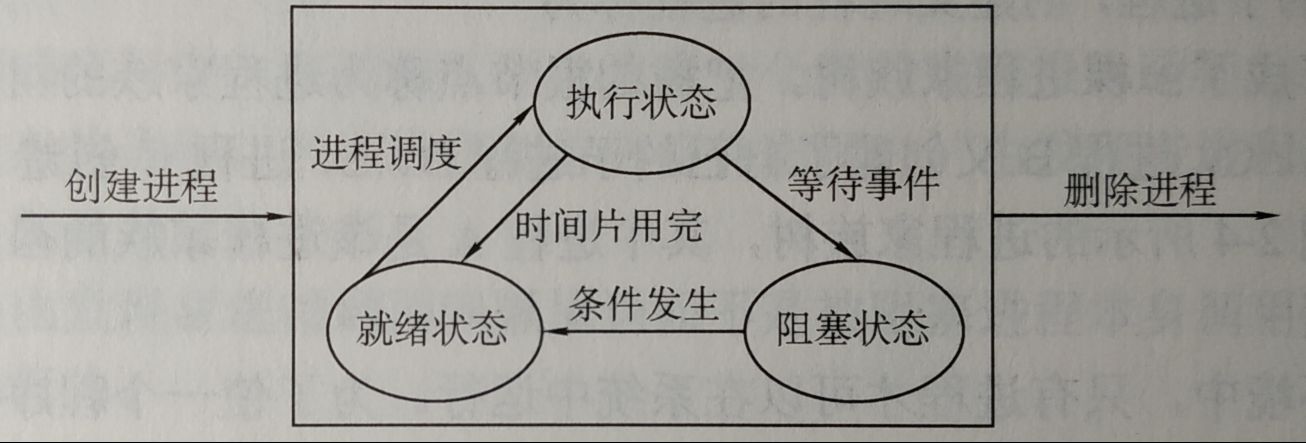 执行状态
进程调度
创建进程
等待事件
删除进程
时间片用完
条件发生
就绪状态
阻塞状态